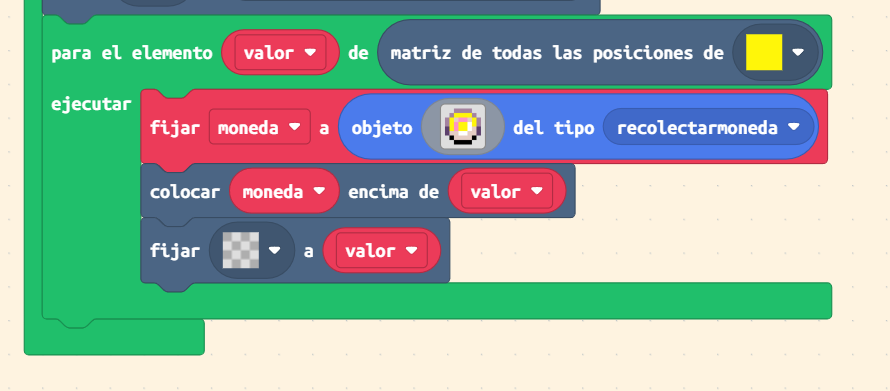 para el elemento valor de matriz de todas las posiciones de
ejecutar
fijar moneda a objeto del tipo recolectarmoneda
colocar moneda encima de valor
fijar a valor